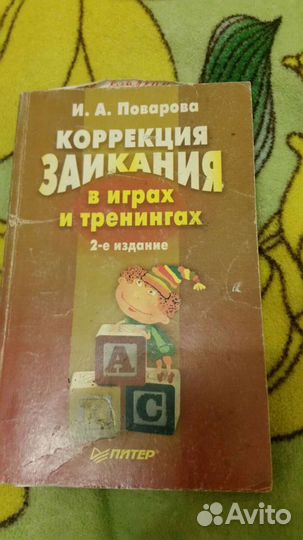 И. А. Поварова
КОРРЕКЦИЯ
ЗАИКАНИЯ
в играх
и тренингах
2-е издание
А
С
ПИТЕР
Avito